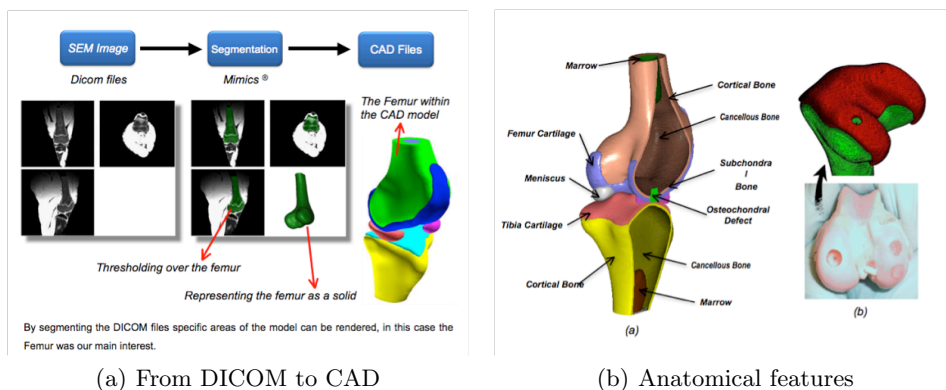 SEM Image
Segmentation
CAD Files
Dicom files
Mimics ®
The Femur within
the CAD model
Thresholding over the femur
Representing the femur as a solid
By segmenting the DICOM files specific areas of the model can be rendered, in this case the
Femur was our main interest.
(a) From DICOM to CAD
Marrow
Cortical Bone
Cancellous Bone
Femur Cartilage
Subchondra
l
Bone
Meniscus
Osteochondral
Defect
Tibia Cartilage
Cancellous Bone
Cortical Bone
Marrow
(a)
(b)
(b) Anatomical features